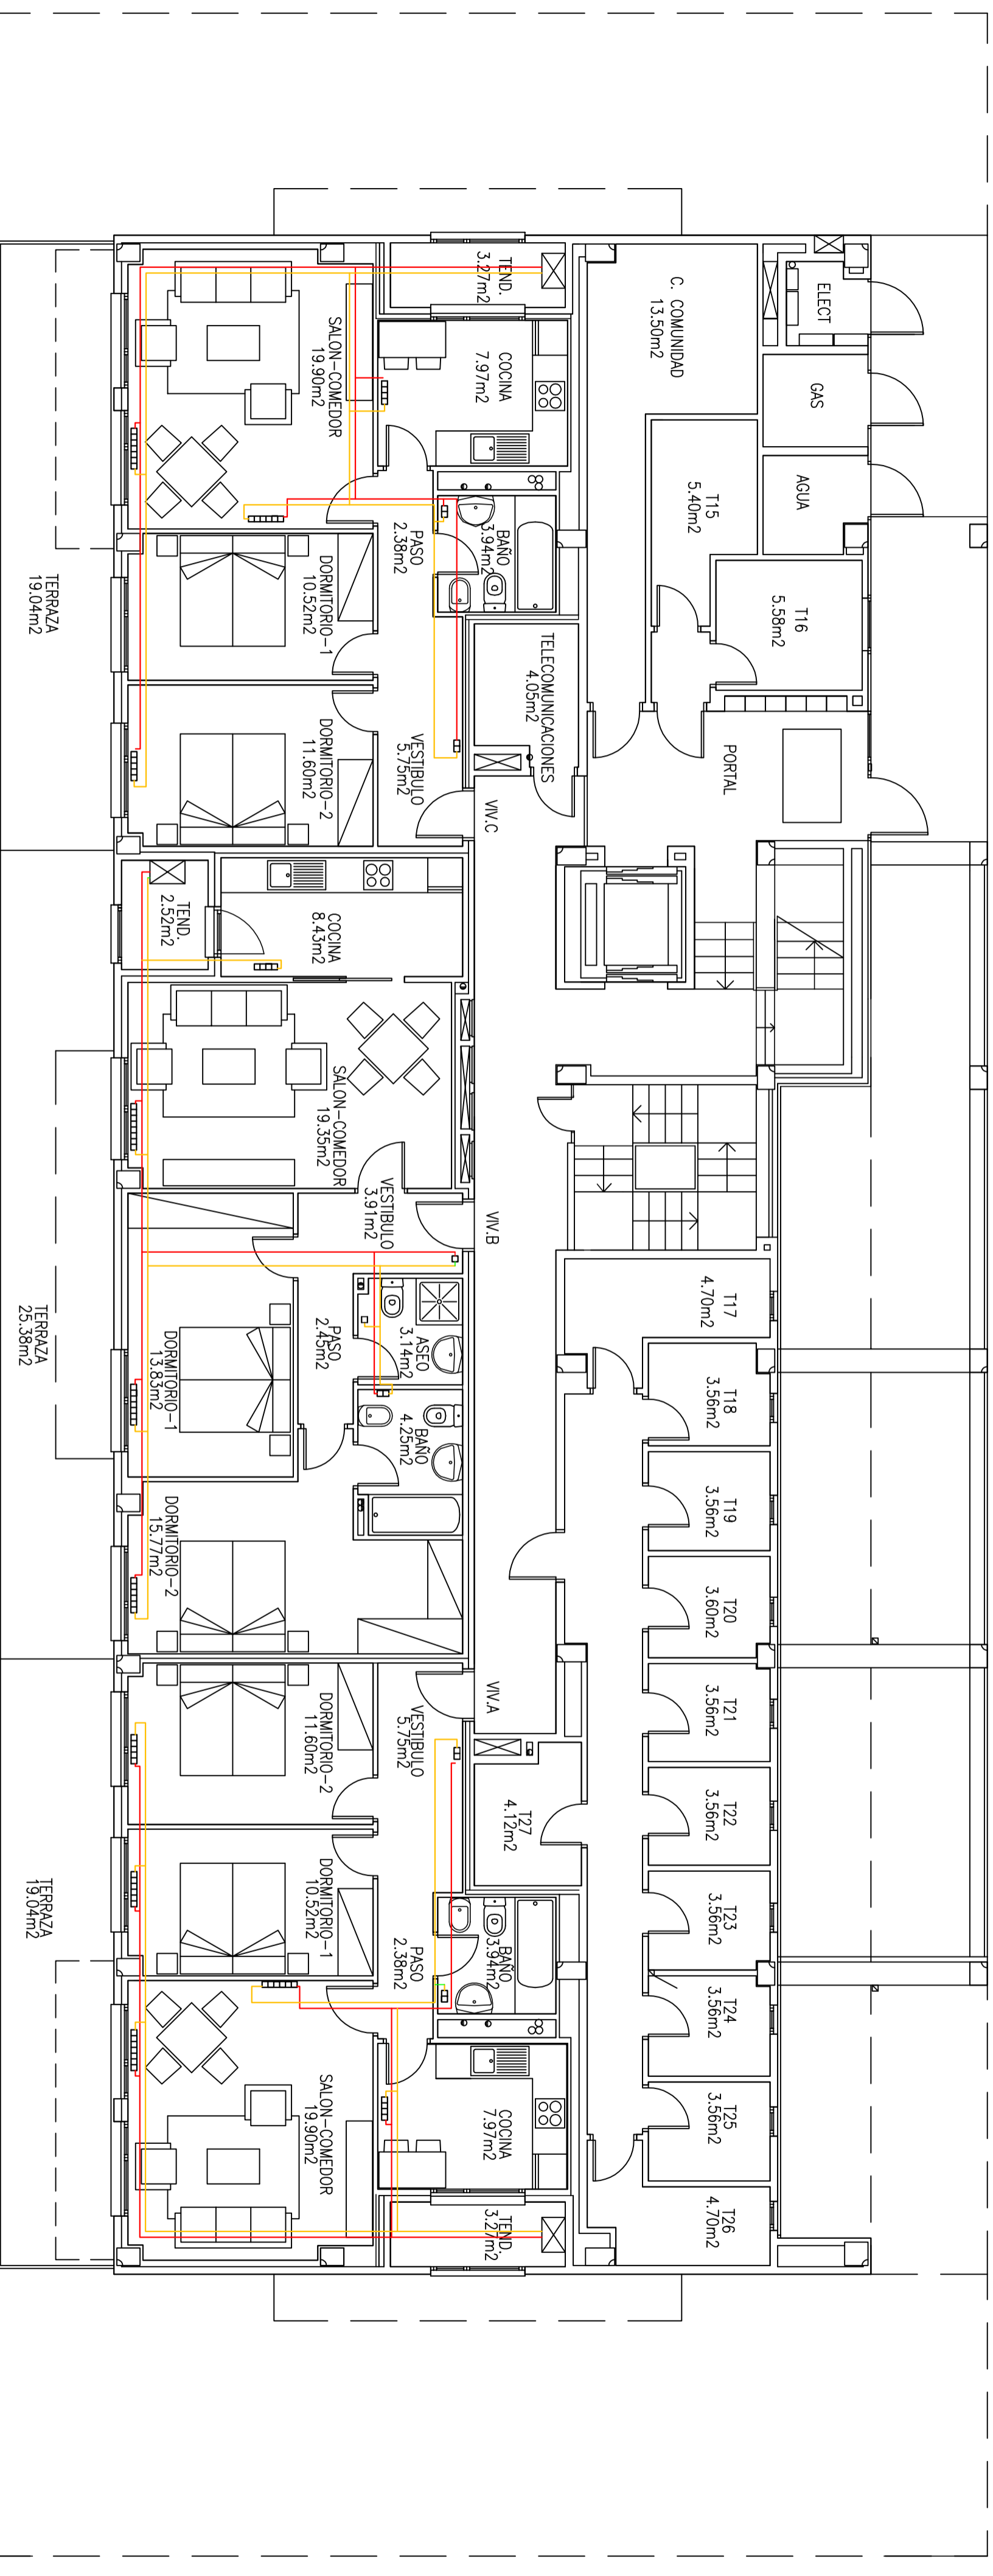 ELECT
GAS
AGUA
C. COMUNIDAD
13.50m2
T15
5.40m2
T16
5.58m2
TEND.
3.27m2
COCINA
7.97m2
SALON-COMEDOR
19.90m2
BAÑO
3.94m2
PASO
2.38m2
DORMITORIO-1
10.52m2
TERRAZA
19.04m2
TELECOMUNICACIONES
4.05m2
PORTAL
VESTIBULO
5.75m2
DORMITORIO-2
11.60m2
VIV.C
TEND.
2.52m2
COCINA
8.43m2
SALON-COMEDOR
19.35m2
VESTIBULO
3.91m2
VIV.B
ASEO
3.14m2
PASO
2.45m2
DORMITORIO-1
13.83m2
TERRAZA
25.38m2
BAÑO
4.25m2
DORMITORIO-2
15.77m2
T17
4.70m2
T18
3.56m2
T19
3.56m2
T20
3.60m2
T21
3.56m2
T22
3.56m2
T23
3.56m2
T24
3.56m2
T25
3.56m2
T26
4.70m2
VIV.A
VESTIBULO
5.75m2
DORMITORIO-2
11.60m2
T27
4.12m2
BAÑO
3.94m2
PASO
2.38m2
DORMITORIO-1
10.52m2
TERRAZA
19.04m2
COCINA
7.97m2
SALON-COMEDOR
19.90m2
TEND.
3.27m2